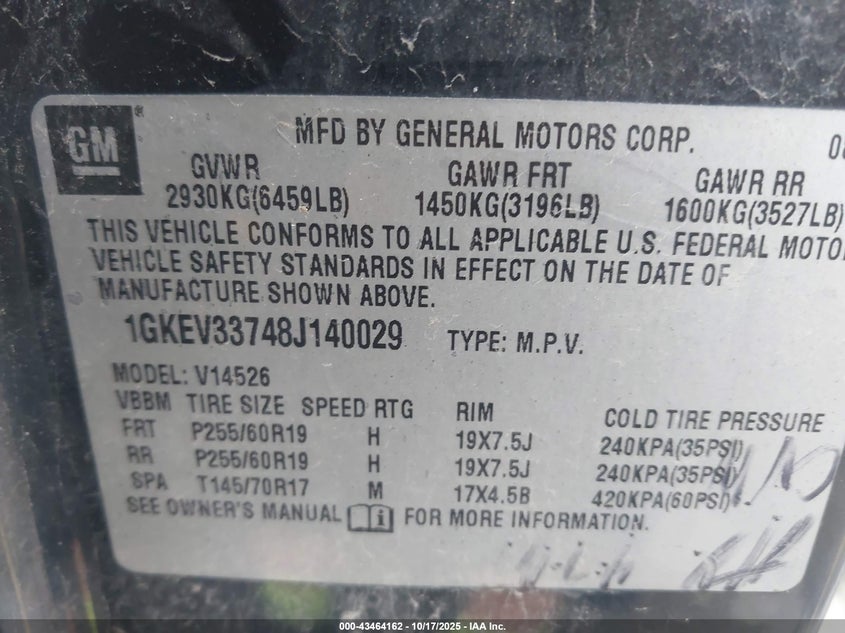 GM
MFD BY GENERAL MOTORS CORP.
GVWR GAWR FRT GAWR RR
2930KG(6459LB) 1450KG(3196LB) 1600KG(3527LB)
THIS VEHICLE CONFORMS TO ALL APPLICABLE U.S. FEDERAL MOTO
VEHICLE SAFETY STANDARDS IN EFFECT ON THE DATE OF
MANUFACTURE SHOWN ABOVE.
1GKEV33748J140029 TYPE: M.P.V.
MODEL: V14526
VBBM TIRE SIZE SPEED RTG RIM COLD TIRE PRESSURE
FRT P255/60R19 H 19X7.5J 240KPA(35PSI)
RR P255/60R19 H 19X7.5J 240KPA(35PSI)
SPA T145/70R17 M 17X4.5B 420KPA(60PSI)
SEE OWNER'S MANUAL FOR MORE INFORMATION.
000-43464162 | 10/17/2025 - IAA Inc.